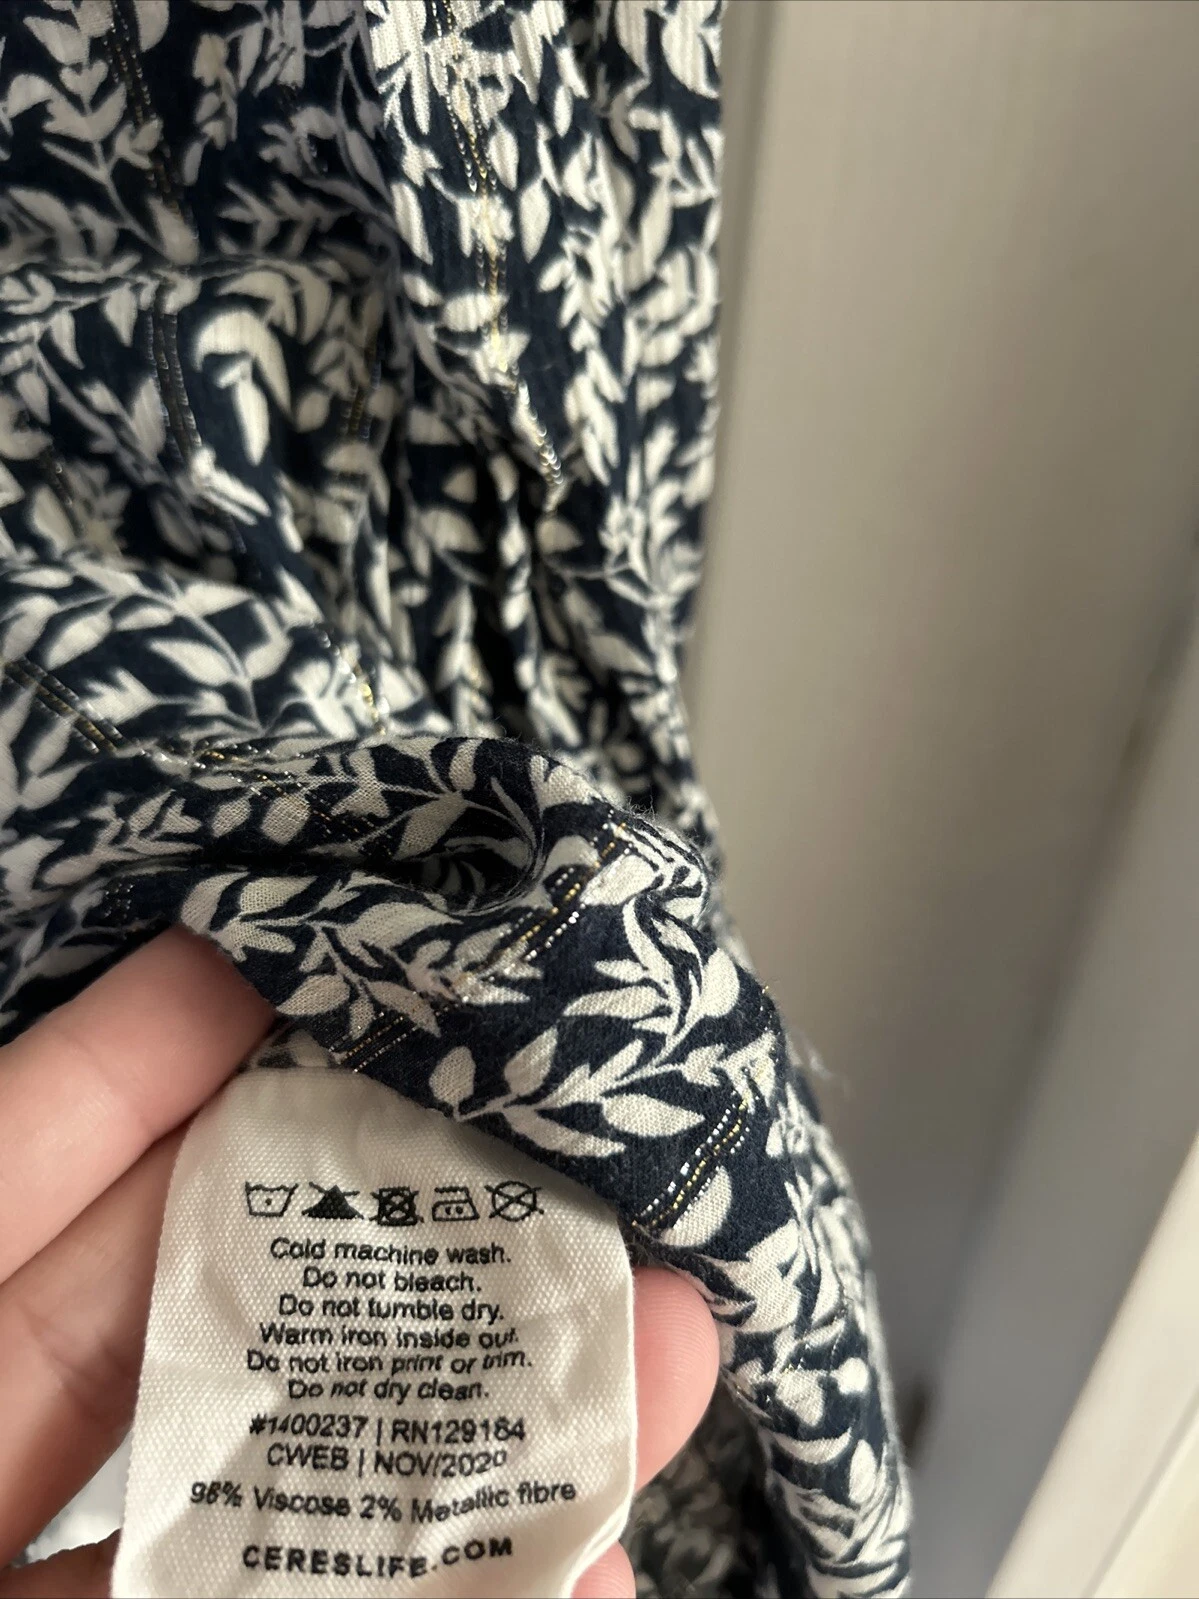 Cold machine wash.
Do not bleach.
Do not tumble dry.
Warm iron inside out.
Do not iron print or trim.
Do not dry clean.
#1400237 | RN129164
CWEB | NOV/2020
98% Viscose 2% Metallic fibre
CERESLIFE.COM